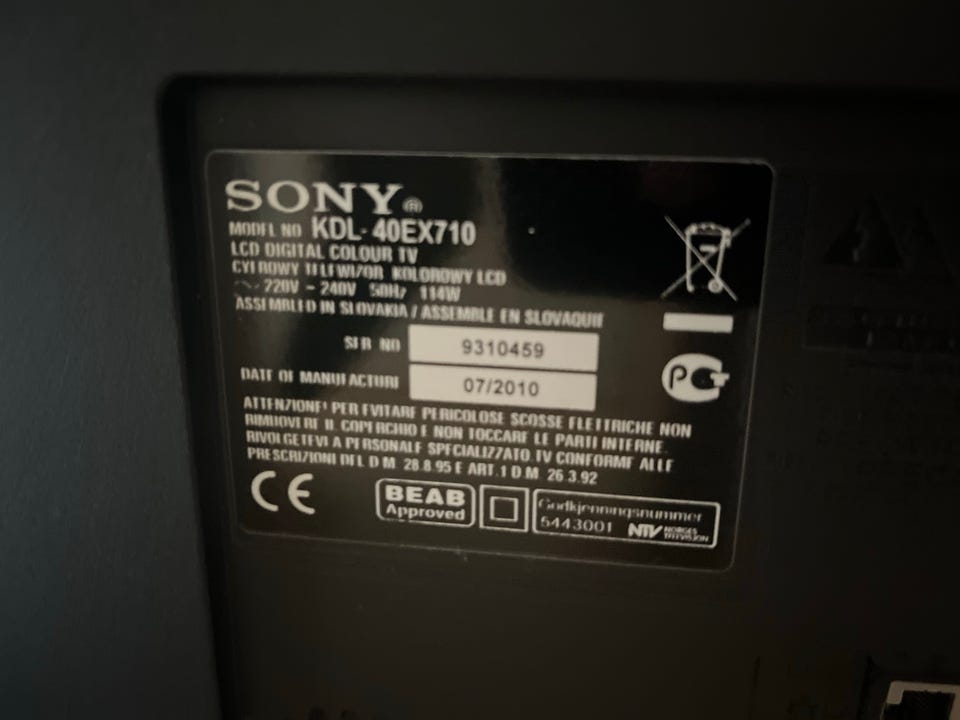 SONY®
MODEL NO KDL-40EX710
LCD DIGITAL COLOUR TV
CYFROWY TELEWIZOR KOLOROWY LCD
~ 220V - 240V 50Hz 114W
ASSEMBLED IN SLOVAKIA / ASSEMBLE EN SLOVAQUIE
SER NO 9310459
DATE OF MANUFACTURE 07/2010
ATTENZIONE! PER EVITARE PERICOLOSE SCOSSE ELETTRICHE NON
RIMUOVERE IL COPERCHIO E NON TOCCARE LE PARTI INTERNE.
RIVOLGETEVI A PERSONALE SPECIALIZZATO. TV CONFORME ALLE
PRESCRIZIONI DEL D M 28.8.95 E ART.1 D M 26.3.92
CE
BEAB
Approved
Godkjenningsnummer
5443001 NTV NORGES
TELEVISJON
PCT